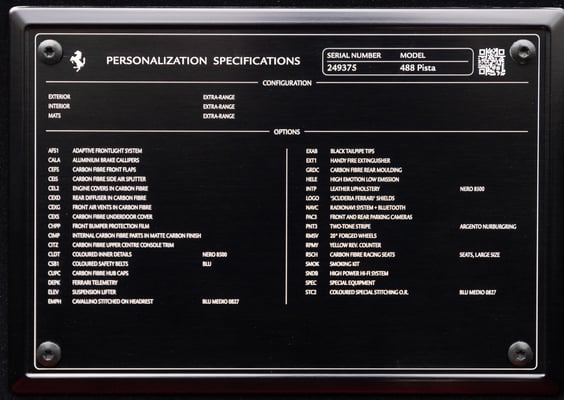 PERSONALIZATION SPECIFICATIONS
SERIAL NUMBER MODEL
249375 488 Pista
CONFIGURATION
EXTERIOR EXTRA-RANGE
INTERIOR EXTRA-RANGE
MATS EXTRA-RANGE
OPTIONS
AFS1 ADAPTIVE FRONTLIGHT SYSTEM
CALA ALUMINIUM BRAKE CALLIPERS
CEFS CARBON FIBRE FRONT FLAPS
CEIS CARBON FIBRE SIDE AIR SPLITTER
CEL2 ENGINE COVERS IN CARBON FIBRE
CEXD REAR DIFFUSER IN CARBON FIBRE
CEXG FRONT AIR VENTS IN CARBON FIBRE
CEXS CARBON FIBRE UNDERDOOR COVER
CHPP FRONT BUMPER PROTECTION FILM
CIMP INTERNAL CARBON FIBRE PARTS IN MATTE CARBON FINISH
CITZ CARBON FIBRE UPPER CENTRE CONSOLE TRIM
CLDT COLOURED INNER DETAILS NERO 8500
CSB1 COLOURED SAFETY BELTS BLU
CUPC CARBON FIBRE HUB CAPS
DEPK FERRARI TELEMETRY
ELEV SUSPENSION LIFTER
EMPH CAVALLINO STITCHED ON HEADREST BLU MEDIO 0827
EXAB BLACK TAILPIPE TIPS
EXT1 HANDY FIRE EXTINGUISHER
GRDC CARBON FIBRE REAR MOULDING
HELE HIGH EMOTION LOW EMISSION
INTP LEATHER UPHOLSTERY NERO 8500
LOGO "SCUDERIA FERRARI" SHIELDS
NAVC RADIONAVI SYSTEM + BLUETOOTH
PAC3 FRONT AND REAR PARKING CAMERAS
PNT3 TWO-TONE STRIPE ARGENTO NURBURGRING
RMSV 20" FORGED WHEELS
RPMY YELLOW REV. COUNTER
RSCH CARBON FIBRE RACING SEATS SEATS, LARGE SIZE
SMOK SMOKING KIT
SNDB HIGH POWER HI-FI SYSTEM
SPEC SPECIAL EQUIPMENT
STC2 COLOURED SPECIAL STITCHING O.R. BLU MEDIO 0827